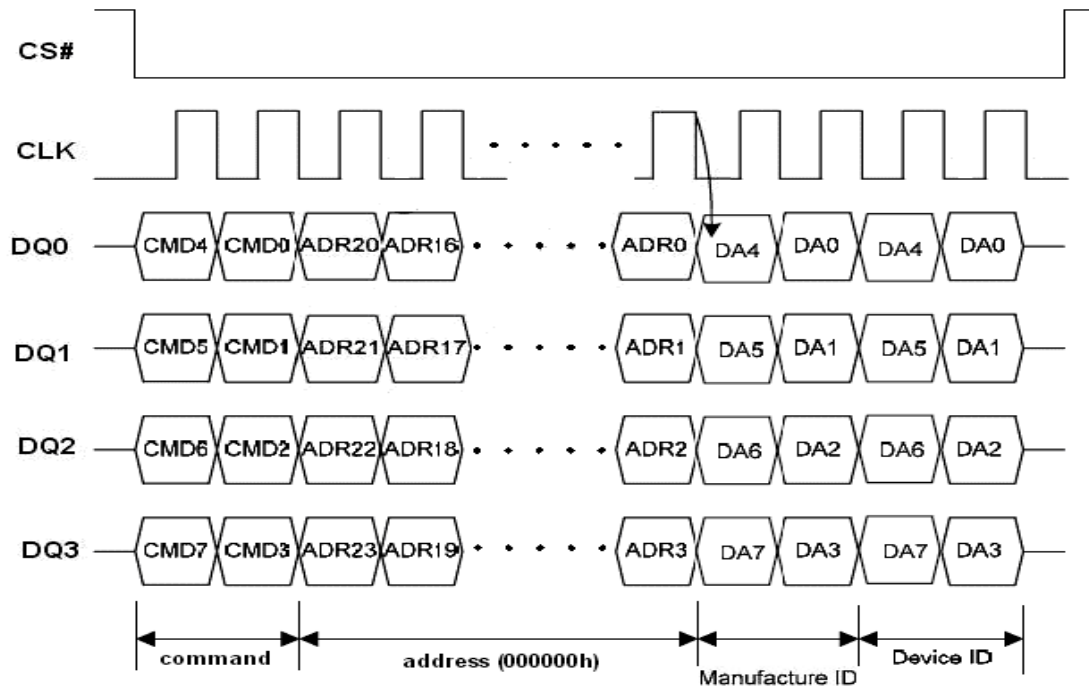 CS#
CLK
DQ0 CMD4 CMD0 ADR20 ADR16 ADR0 DA4 DA0 DA4 DA0
DQ1 CMD5 CMD1 ADR21 ADR17 ADR1 DA5 DA1 DA5 DA1
DQ2 CMD6 CMD2 ADR22 ADR18 ADR2 DA6 DA2 DA6 DA2
DQ3 CMD7 CMD3 ADR23 ADR19 ADR3 DA7 DA3 DA7 DA3
command address (000000h) Manufacture ID Device ID